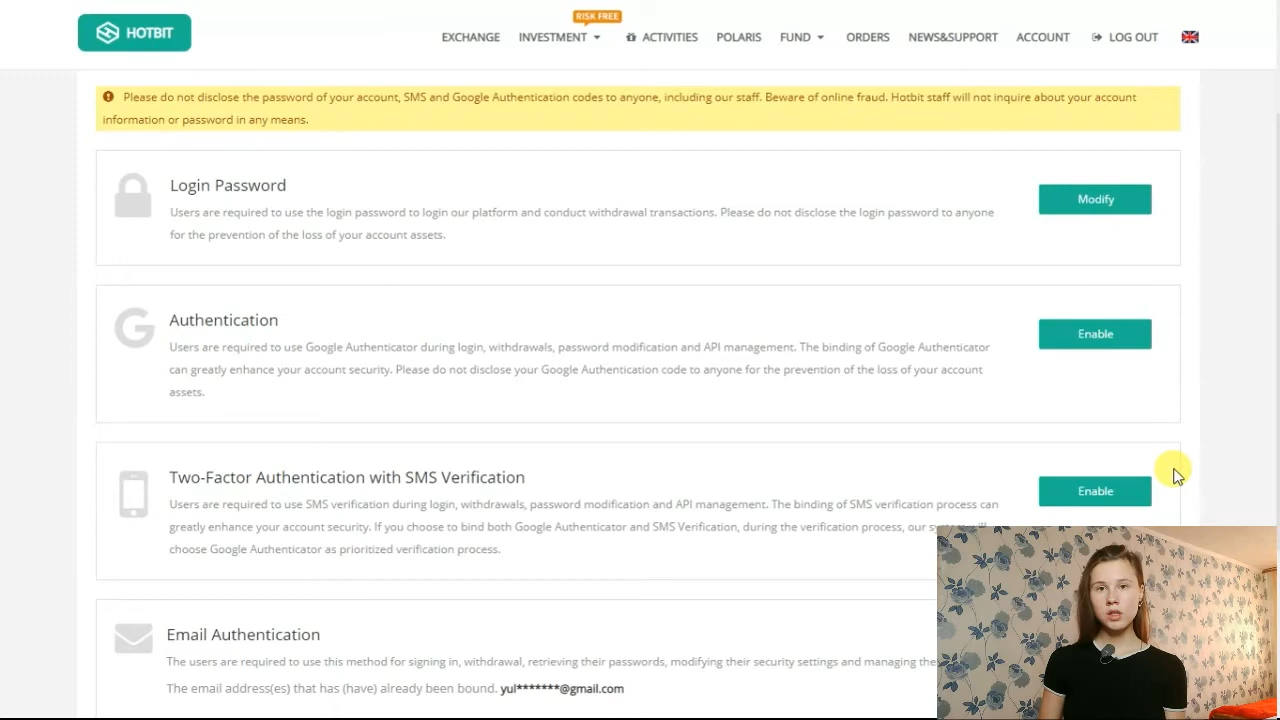 RISK FREE
HOTBIT
EXCHANGE INVESTMENT ACTIVITIES POLARIS FUND ORDERS NEWS&SUPPORT ACCOUNT LOG OUT
Please do not disclose the password of your account, SMS and Google Authentication codes to anyone, including our staff. Beware of online fraud. Hotbit staff will not inquire about your account
information or password in any means.
Login Password
Modify
Users are required to use the login password to login our platform and conduct withdrawal transactions. Please do not disclose the login password to anyone
for the prevention of the loss of your account assets.
Authentication
Enable
Users are required to use Google Authenticator during login, withdrawals, password modification and API management. The binding of Google Authenticator
can greatly enhance your account security. Please do not disclose your Google Authentication code to anyone for the prevention of the loss of your account
assets.
Two-Factor Authentication with SMS Verification
Enable
Users are required to use SMS verification during login, withdrawals, password modification and API management. The binding of SMS verification process can
greatly enhance your account security. If you choose to bind both Google Authenticator and SMS Verification, during the verification process, our will
choose Google Authenticator as prioritized verification process.
Email Authentication
The users are required to use this method for signing in, withdrawal, retrieving their passwords, modifying their security settings and managing the
The email address(es) that has (have) already been bound. yul*******@gmail.com